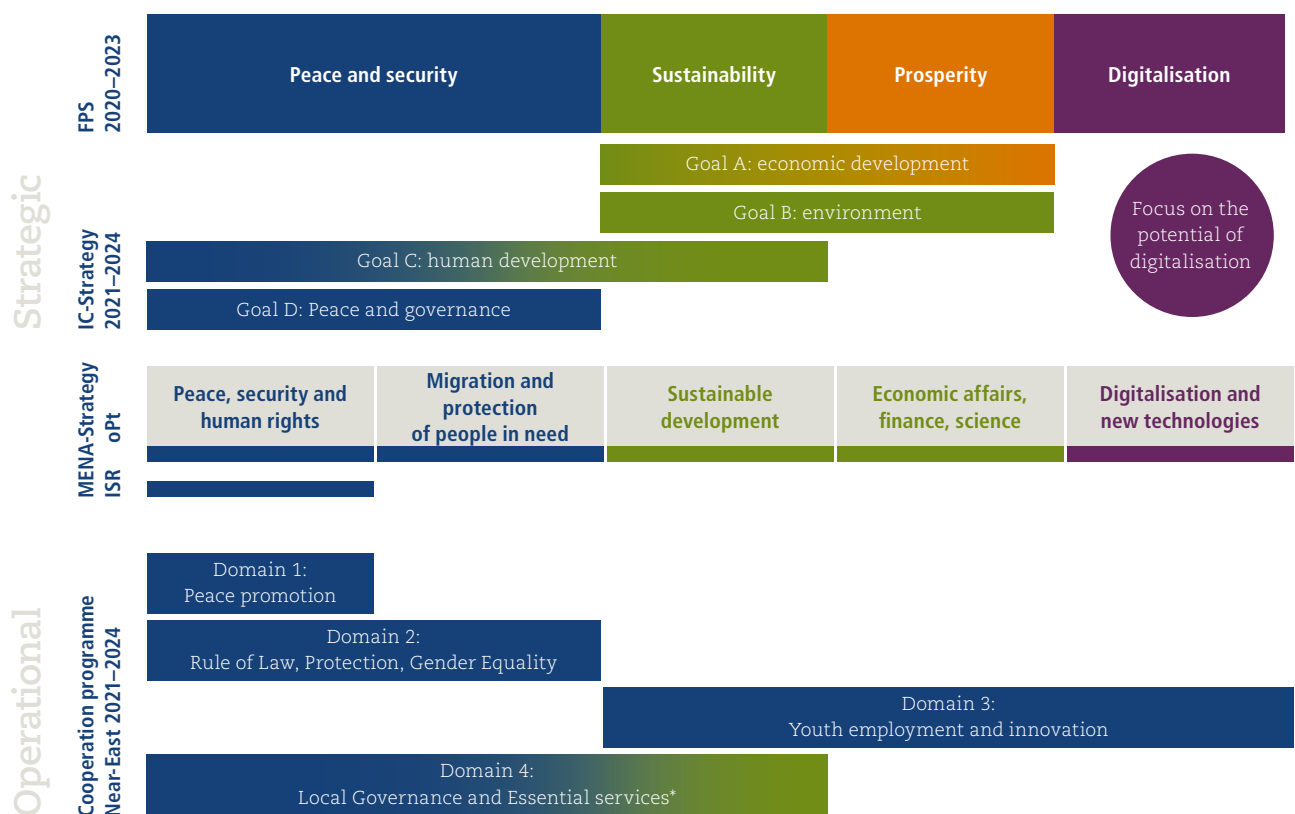 Strategic
FPS
2020–2023
Peace and security
Sustainability
Prosperity
Digitalisation
IC-Strategy
2021–2024
Goal A: economic development
Goal B: environment
Goal C: human development
Goal D: Peace and governance
Focus on the
potential of
digitalisation
MENA-Strategy
oPt
ISR
Peace, security and
human rights
Migration and
protection
of people in need
Sustainable
development
Economic affairs,
finance, science
Digitalisation and
new technologies
Operational
Cooperation programme
Near-East 2021–2024
Domain 1:
Peace promotion
Domain 2:
Rule of Law, Protection, Gender Equality
Domain 3:
Youth employment and innovation
Domain 4:
Local Governance and Essential services*